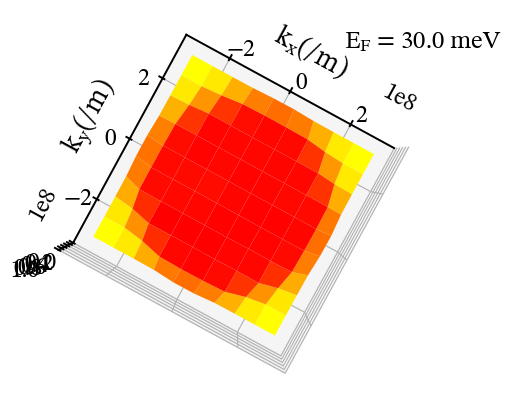 E_F = 30.0 meV
k_x(/m)
−2
0
2
1e8
k_y(/m)
2
0
−2
1e8